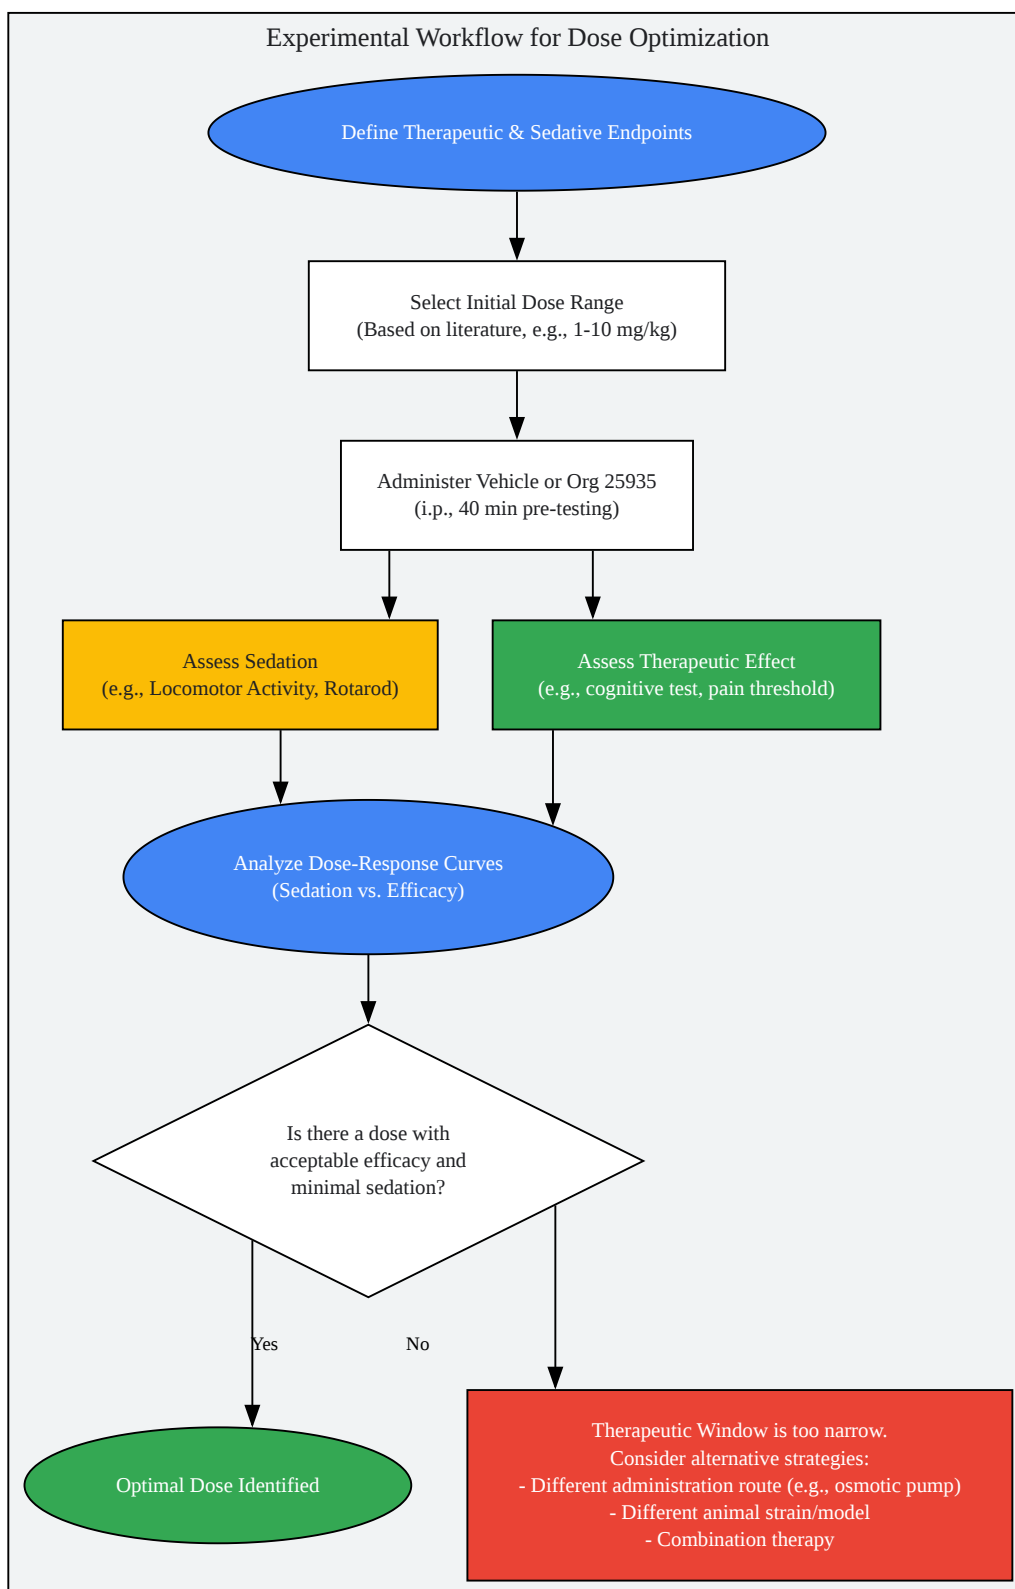 Experimental Workflow for Dose Optimization
Define Therapeutic & Sedative Endpoints
Select Initial Dose Range
(Based on literature, e.g., 1-10 mg/kg)
Administer Vehicle or Org 25935
(i.p., 40 min pre-testing)
Assess Sedation
(e.g., Locomotor Activity, Rotarod)
Assess Therapeutic Effect
(e.g., cognitive test, pain threshold)
Analyze Dose-Response Curves
(Sedation vs. Efficacy)
Is there a dose with
acceptable efficacy and
minimal sedation?
Yes
No
Optimal Dose Identified
Therapeutic Window is too narrow.
Consider alternative strategies:
- Different administration route (e.g., osmotic pump)
- Different animal strain/model
- Combination therapy